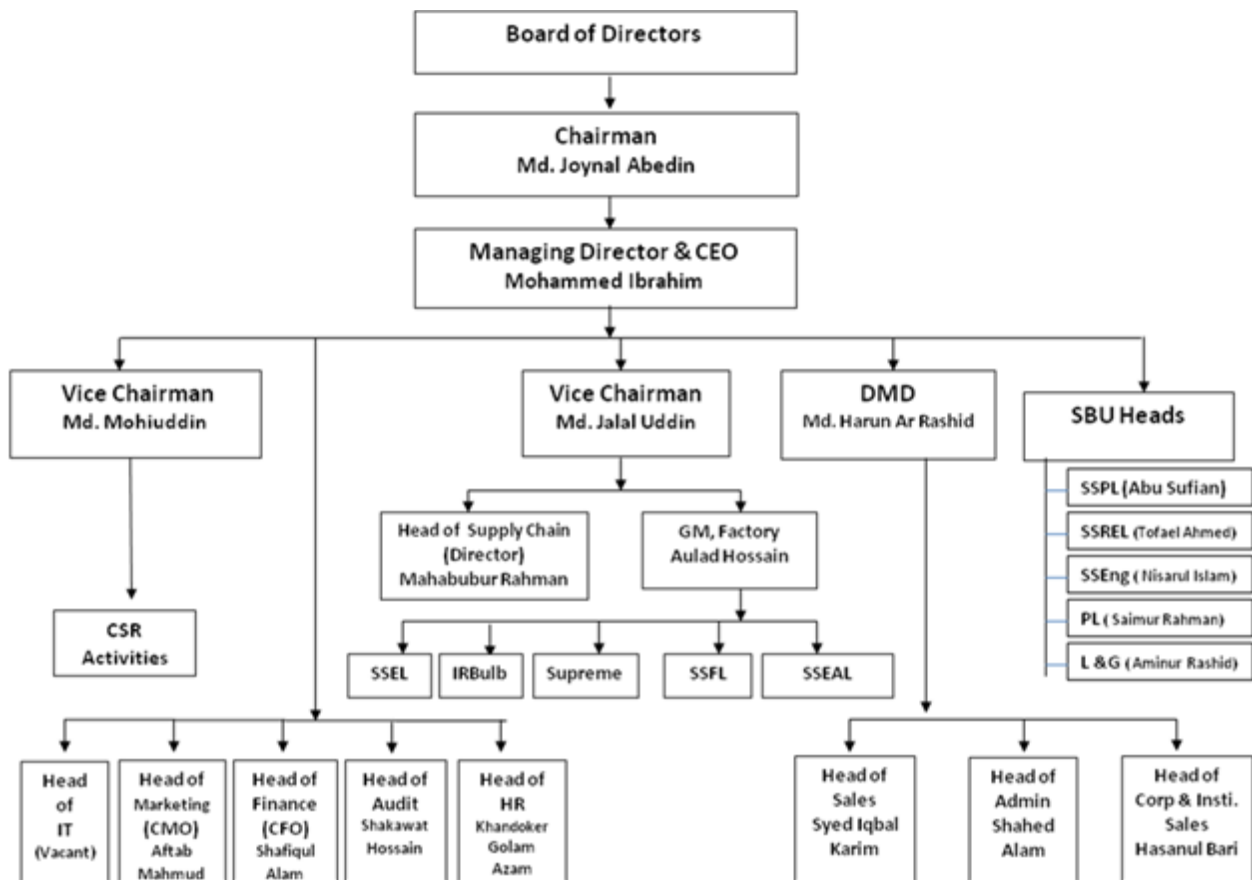 Board of Directors
Chairman
Md. Joynal Abedin
Managing Director & CEO
Mohammed Ibrahim
Vice Chairman
Md. Mohiuddin
Vice Chairman
Md. Jalal Uddin
DMD
Md. Harun Ar Rashid
SBU Heads
SSPL (Abu Sufian)
SSREL (Tofael Ahmed)
SSEng ( Nisarul Islam)
PL ( Saimur Rahman)
L &G (Aminur Rashid)
Head of Supply Chain
(Director)
Mahabubur Rahman
GM, Factory
Aulad Hossain
CSR
Activities
SSEL
IRBulb
Supreme
SSFL
SSEAL
Head
of
IT
(Vacant)
Head of
Marketing
(CMO)
Aftab
Mahmud
Head of
Finance
(CFO)
Shafiqul
Alam
Head of
Audit
Shakawat
Hossain
Head of
HR
Khandoker
Golam
Azam
Head of
Sales
Syed Iqbal
Karim
Head of
Admin
Shahed
Alam
Head of
Corp & Insti.
Sales
Hasanul Bari